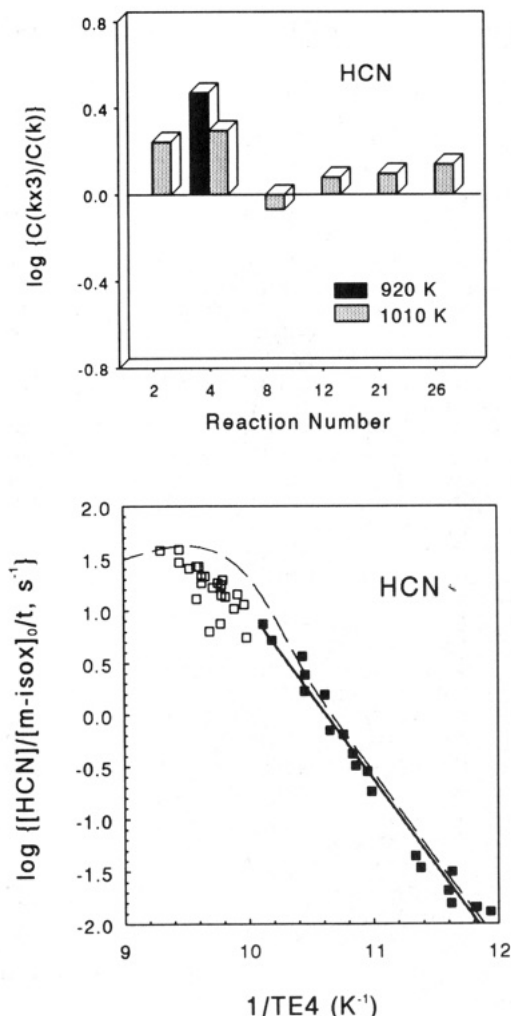 HCN
0.8
0.4
0.0
-0.4
-0.8
log {C(kx3)/C(k)}
920 K
1010 K
2 4 8 12 21 26
Reaction Number
HCN
2.0
1.5
1.0
0.5
0.0
-0.5
-1.0
-1.5
-2.0
log {[HCN]/[m-isox]₀/t, s⁻¹}
9 10 11 12
1/TE4 (K⁻¹)